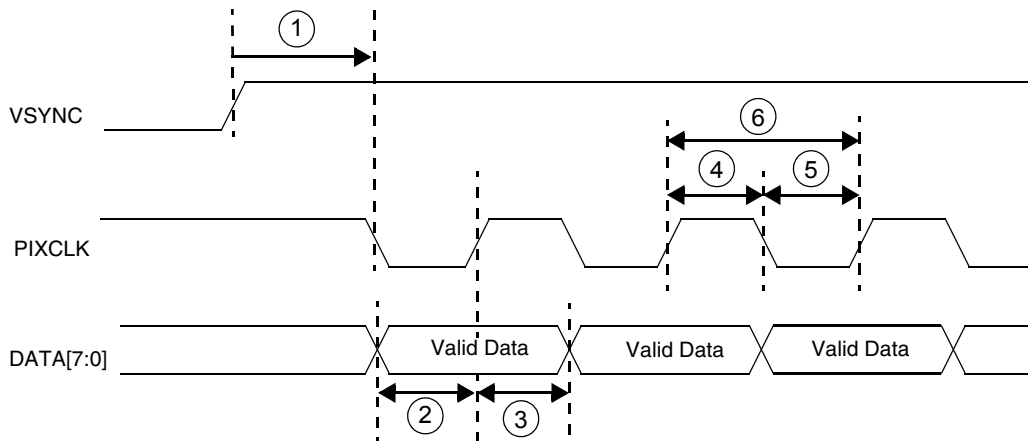 1
VSYNC
6
4 5
PIXCLK
DATA[7:0] Valid Data Valid Data Valid Data
2 3